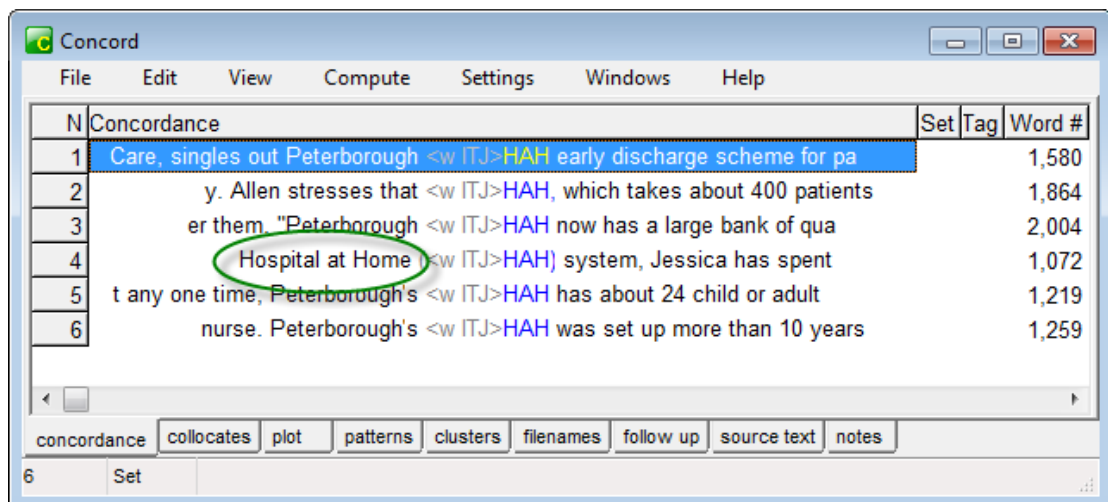 Concord
File Edit View Compute Settings Windows Help
N Concordance Set Tag Word #
1 Care, singles out Peterborough <w ITJ>HAH early discharge scheme for pa 1,580
2 y. Allen stresses that <w ITJ>HAH, which takes about 400 patients 1,864
3 er them. "Peterborough <w ITJ>HAH now has a large bank of qua 2,004
4 Hospital at Home (<w ITJ>HAH) system, Jessica has spent 1,072
5 t any one time, Peterborough's <w ITJ>HAH has about 24 child or adult 1,219
6 nurse. Peterborough's <w ITJ>HAH was set up more than 10 years 1,259
concordance collocates plot patterns clusters filenames follow up source text notes
6 Set